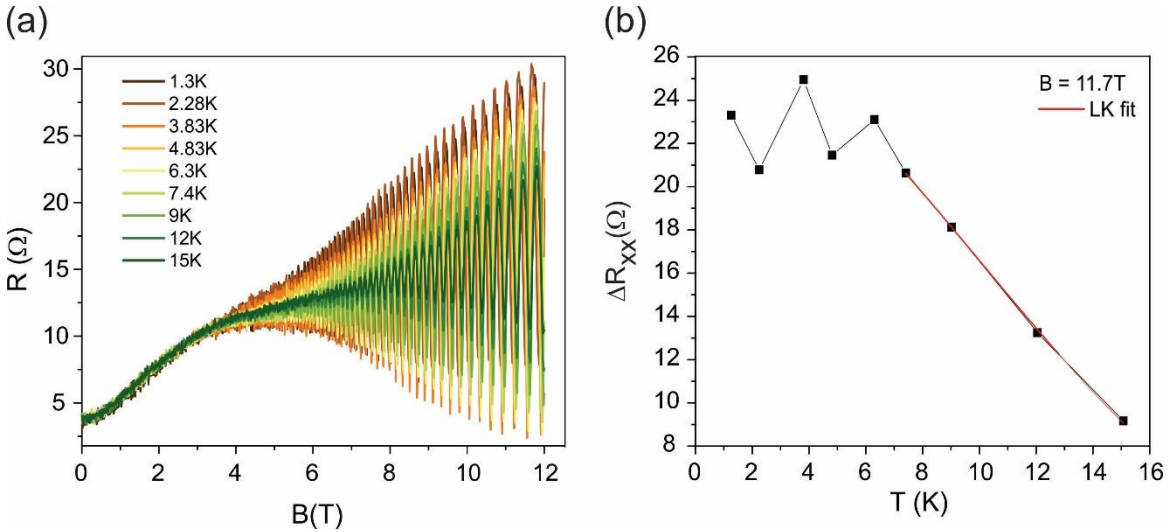 (a)
R (Ω)
30
25
20
15
10
5
1.3K
2.28K
3.83K
4.83K
6.3K
7.4K
9K
12K
15K
0 2 4 6 8 10 12
B(T)
(b)
ΔRXX(Ω)
26
24
22
20
18
16
14
12
10
8
B = 11.7T
LK fit
0 2 4 6 8 10 12 14 16
T (K)